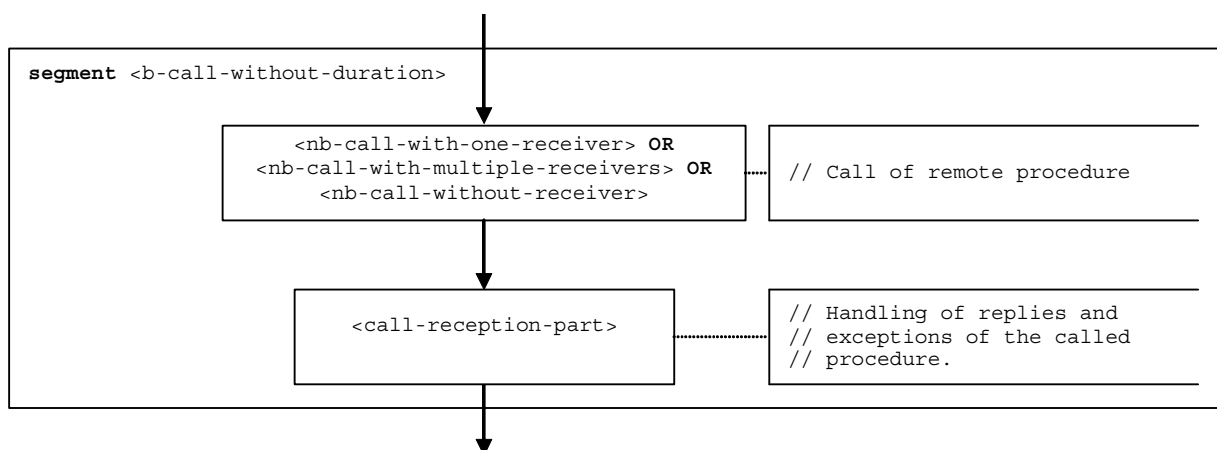 segment <b-call-without-duration>
<nb-call-with-one-receiver> OR
<nb-call-with-multiple-receivers> OR
<nb-call-without-receiver>
// Call of remote procedure
<call-reception-part>
// Handling of replies and
// exceptions of the called
// procedure.